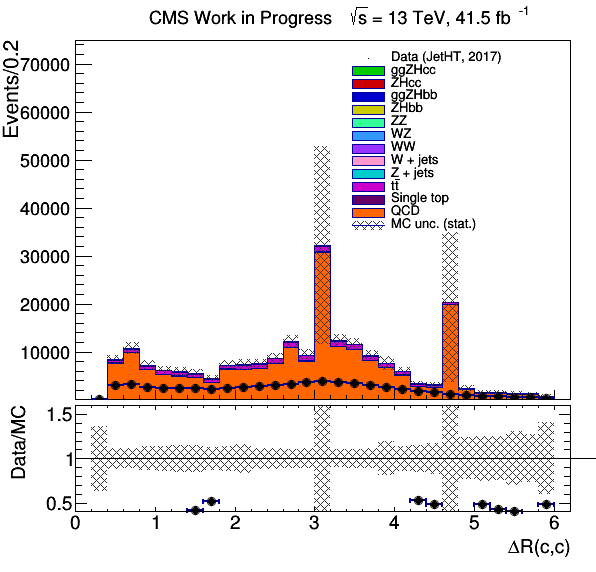 CMS Work in Progress √s = 13 TeV, 41.5 fb⁻¹
Events/0.2
70000
60000
50000
40000
30000
20000
10000
Data (JetHT, 2017)
ggZHcc
ZHcc
ggZHbb
ZHbb
ZZ
WZ
WW
W + jets
Z + jets
tt̄
Single top
QCD
MC unc. (stat.)
Data/MC
1.5
1
0.5
0 1 2 3 4 5 6
ΔR(c,c)